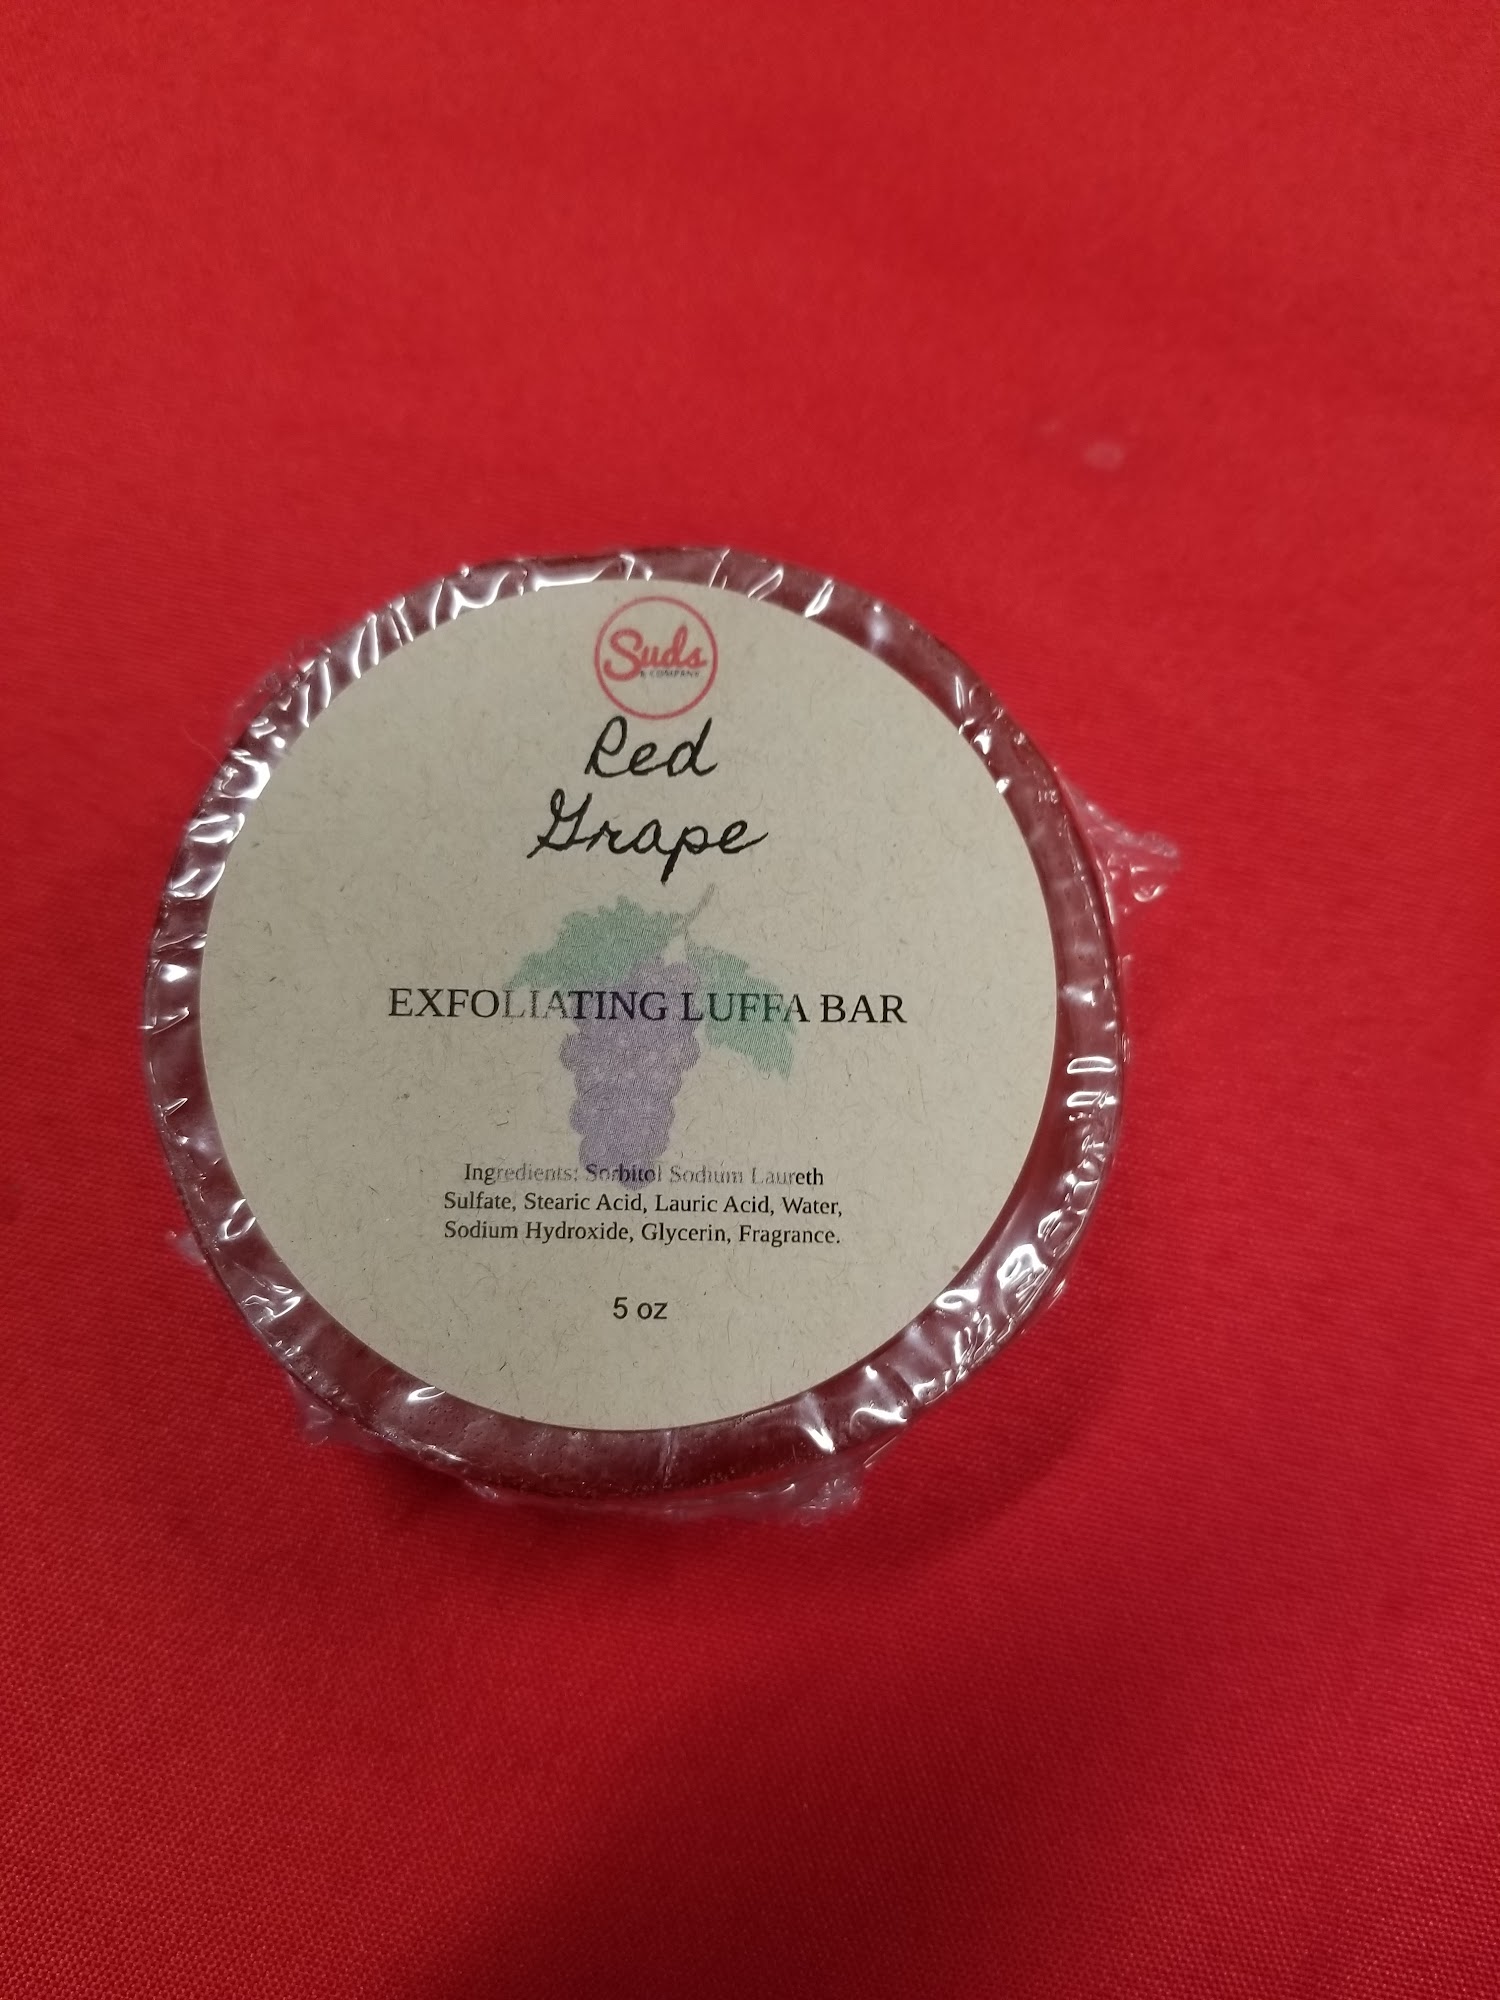 Suds
& COMPANY
Red
Grape
EXFOLIATING LUFFA BAR
Ingredients: Sorbitol Sodium Laureth
Sulfate, Stearic Acid, Lauric Acid, Water,
Sodium Hydroxide, Glycerin, Fragrance.
5 oz